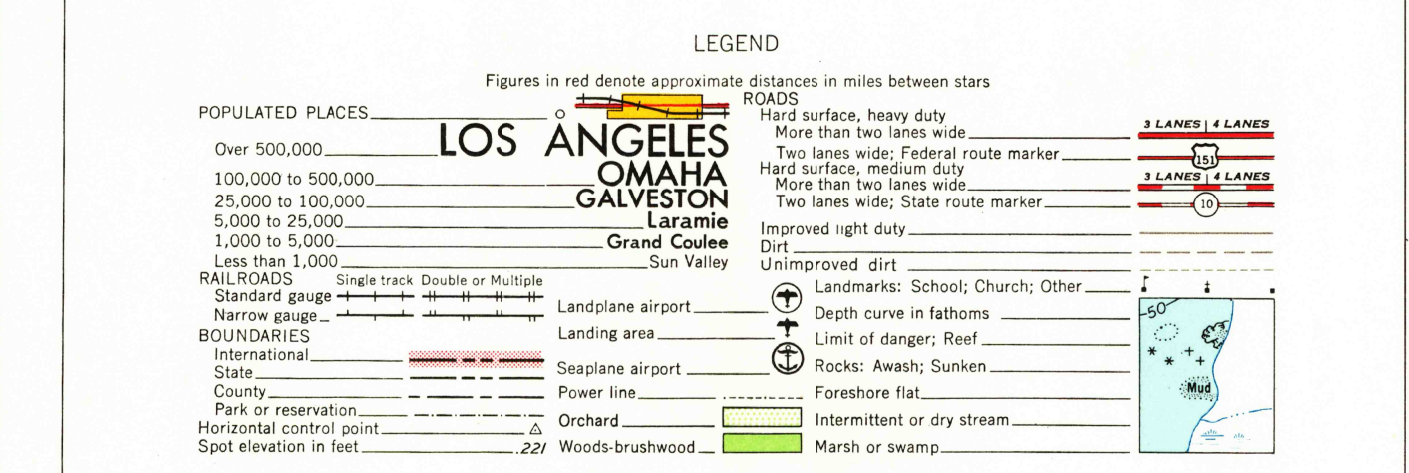 LEGEND
Figures in red denote approximate distances in miles between stars
POPULATED PLACES
Over 500,000 LOS ANGELES
100,000 to 500,000 OMAHA
25,000 to 100,000 GALVESTON
5,000 to 25,000 Laramie
1,000 to 5,000 Grand Coulee
Less than 1,000 Sun Valley
RAILROADS Single track Double or Multiple
Standard gauge
Narrow gauge
BOUNDARIES
International
State
County
Park or reservation
Horizontal control point
Spot elevation in feet .221
Landplane airport
Landing area
Seaplane airport
Power line
Orchard
Woods-brushwood
ROADS
Hard surface, heavy duty
More than two lanes wide 3 LANES | 4 LANES
Two lanes wide; Federal route marker 151
Hard surface, medium duty
More than two lanes wide 3 LANES | 4 LANES
Two lanes wide; State route marker 10
Improved light duty
Dirt
Unimproved dirt
Landmarks: School; Church; Other
Depth curve in fathoms
Limit of danger; Reef
Rocks: Awash; Sunken
Foreshore flat
Intermittent or dry stream
Marsh or swamp
50
Mud